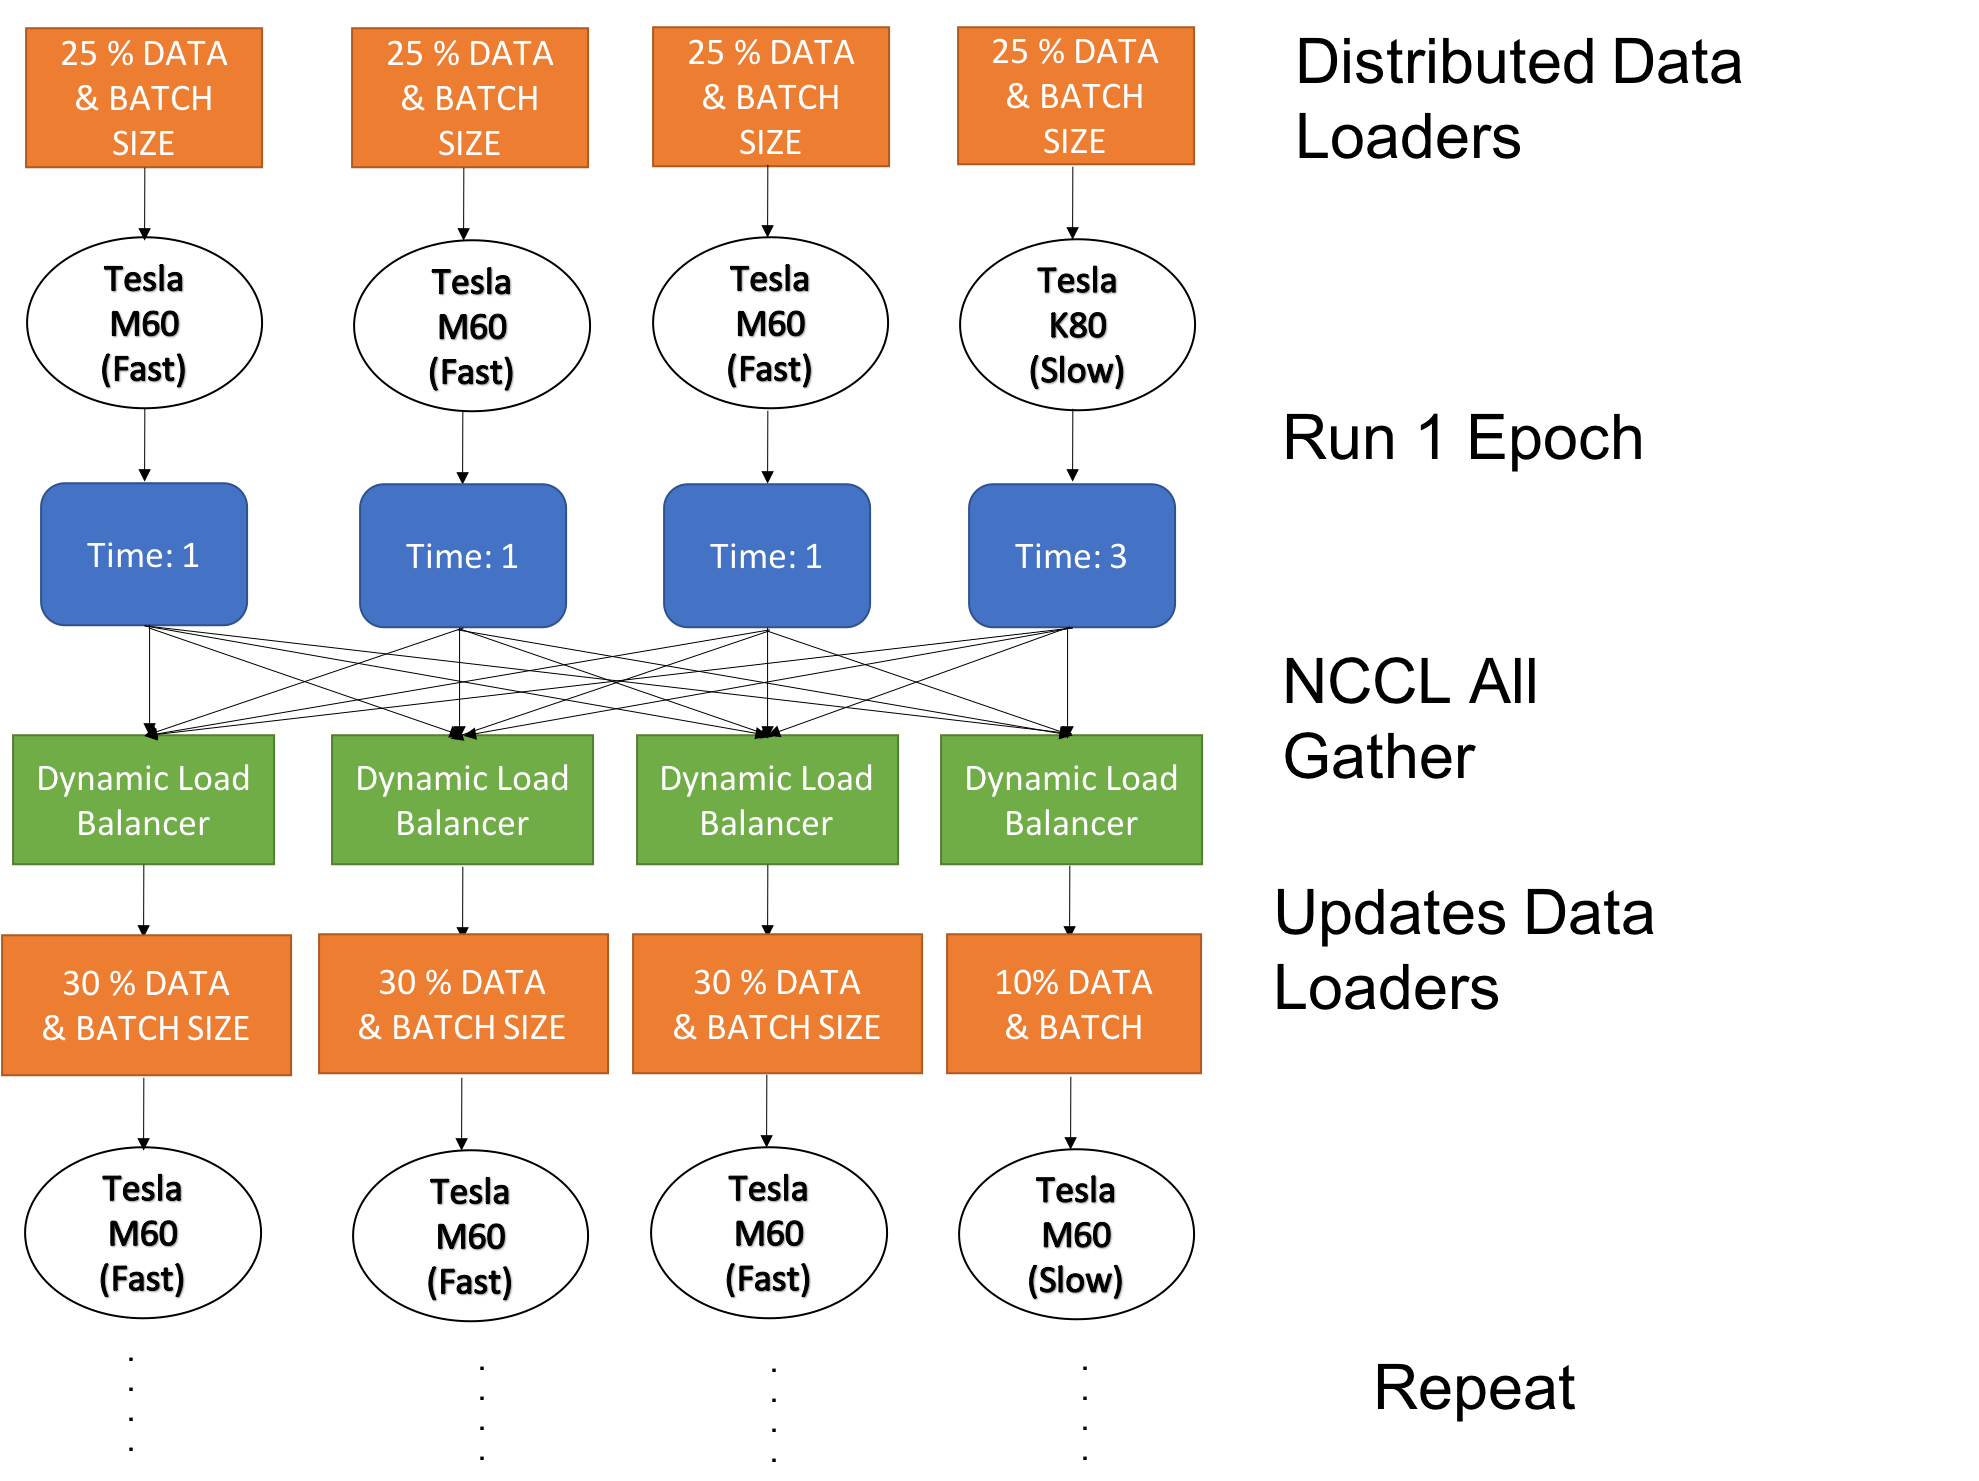 25 % DATA
& BATCH
SIZE
25 % DATA
& BATCH
SIZE
25 % DATA
& BATCH
SIZE
25 % DATA
& BATCH
SIZE
Distributed Data
Loaders
Tesla
M60
(Fast)
Tesla
M60
(Fast)
Tesla
M60
(Fast)
Tesla
K80
(Slow)
Run 1 Epoch
Time: 1
Time: 1
Time: 1
Time: 3
NCCL All
Gather
Dynamic Load
Balancer
Dynamic Load
Balancer
Dynamic Load
Balancer
Dynamic Load
Balancer
Updates Data
Loaders
30 % DATA
& BATCH SIZE
30 % DATA
& BATCH SIZE
30 % DATA
& BATCH SIZE
10% DATA
& BATCH
Tesla
M60
(Fast)
Tesla
M60
(Fast)
Tesla
M60
(Fast)
Tesla
M60
(Slow)
Repeat